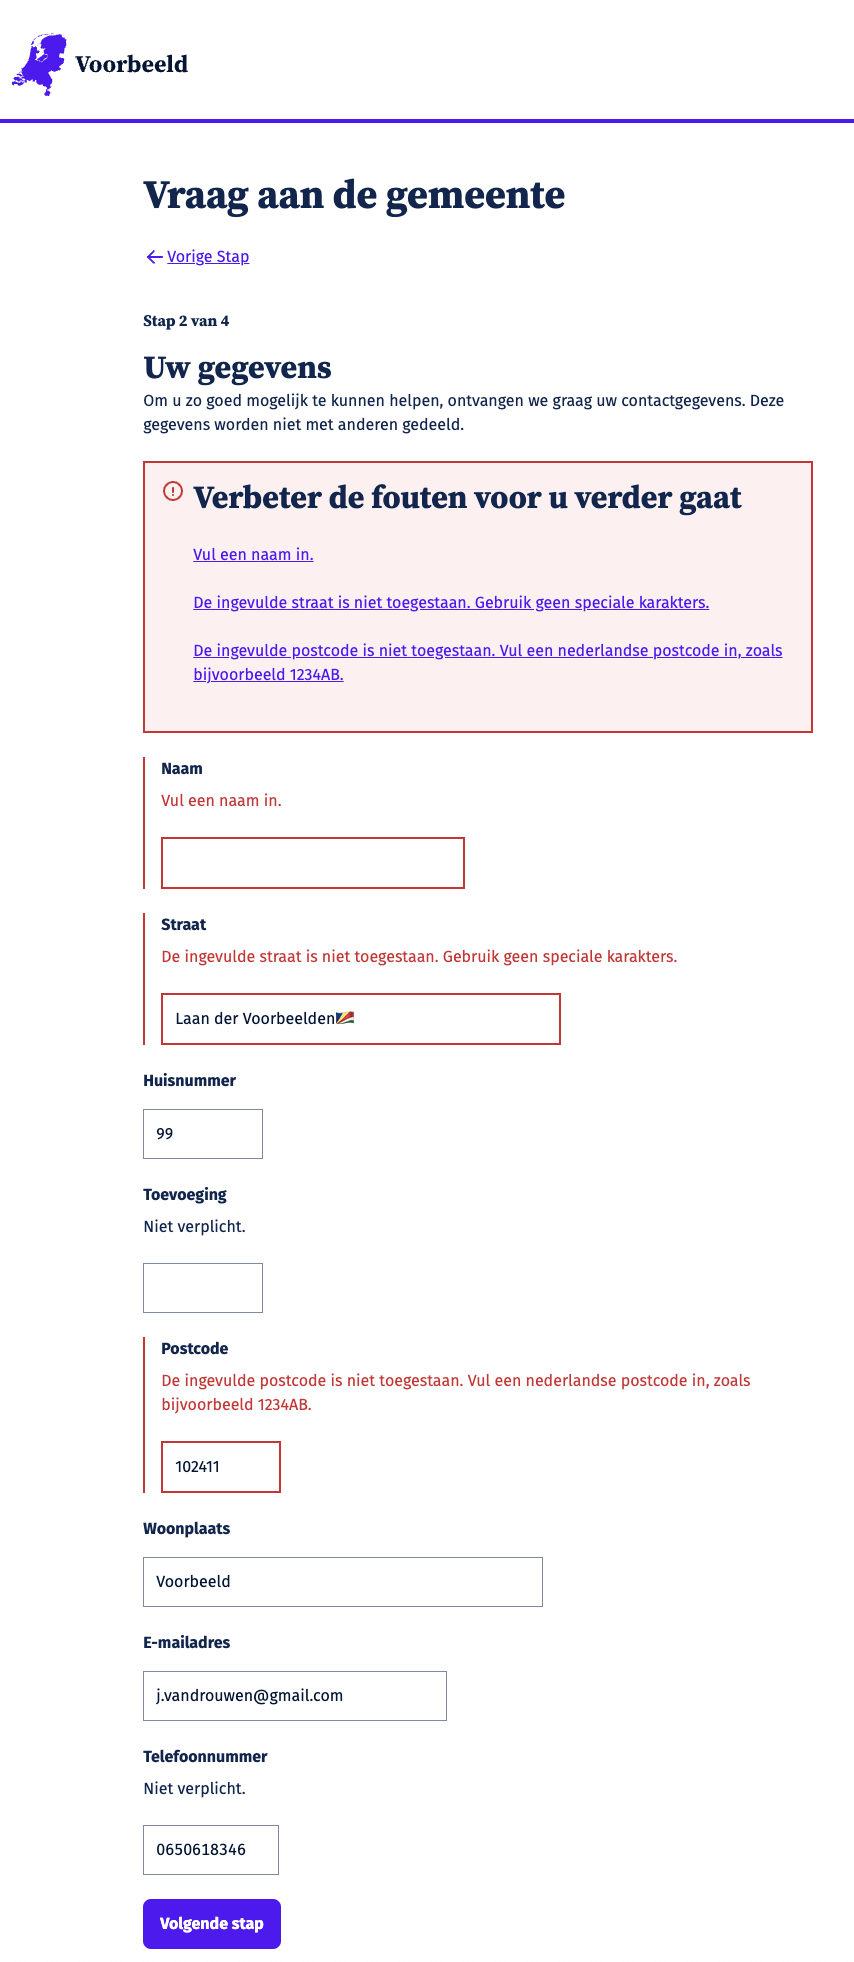 Voorbeeld
Vraag aan de gemeente
Vorige Stap
Stap 2 van 4
Uw gegevens
Om u zo goed mogelijk te kunnen helpen, ontvangen we graag uw contactgegevens. Deze
gegevens worden niet met anderen gedeeld.
Verbeter de fouten voor u verder gaat
Vul een naam in.
De ingevulde straat is niet toegestaan. Gebruik geen speciale karakters.
De ingevulde postcode is niet toegestaan. Vul een nederlandse postcode in, zoals
bijvoorbeeld 1234AB.
Naam
Vul een naam in.
Straat
De ingevulde straat is niet toegestaan. Gebruik geen speciale karakters.
Laan der Voorbeelden🇸🇨
Huisnummer
99
Toevoeging
Niet verplicht.
Postcode
De ingevulde postcode is niet toegestaan. Vul een nederlandse postcode in, zoals
bijvoorbeeld 1234AB.
102411
Woonplaats
Voorbeeld
E-mailadres
j.vandrouwen@gmail.com
Telefoonnummer
Niet verplicht.
0650618346
Volgende stap